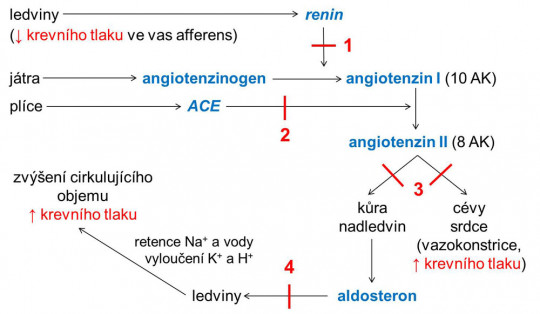 ledviny
renin
(↓ krevního tlaku ve vas afferens)
1
játra
angiotenzinogen
angiotenzin I (10 AK)
plíce
ACE
2
angiotenzin II (8 AK)
3
zvýšení cirkulujícího
objemu
↑ krevního tlaku
kůra
nadledvin
cévy
srdce
(vazokonstrice,
↑ krevního tlaku)
retence Na⁺ a vody
vyloučení K⁺ a H⁺
4
ledviny
aldosteron